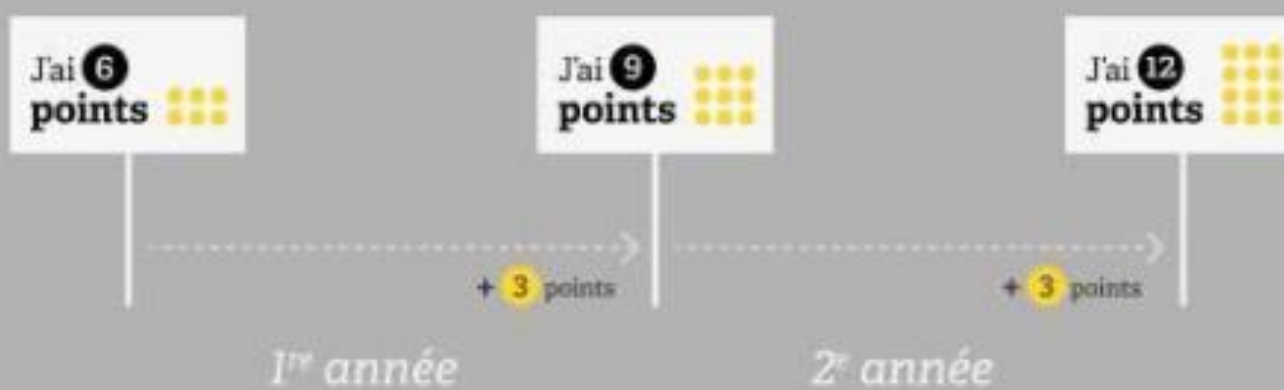 J'ai 6
points
J'ai 9
points
J'ai 12
points
+ 3 points
+ 3 points
1re année
2e année